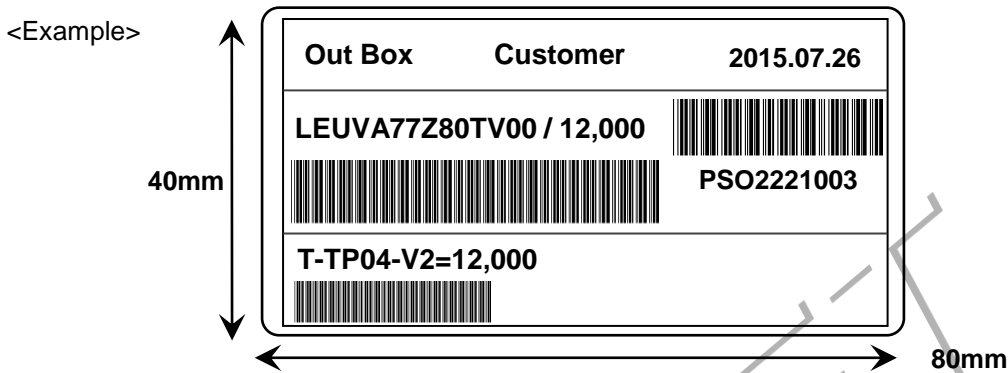 <Example>
Out Box Customer 2015.07.26
LEUVA77Z80TV00 / 12,000
40mm
PSO2221003
T-TP04-V2=12,000
80mm